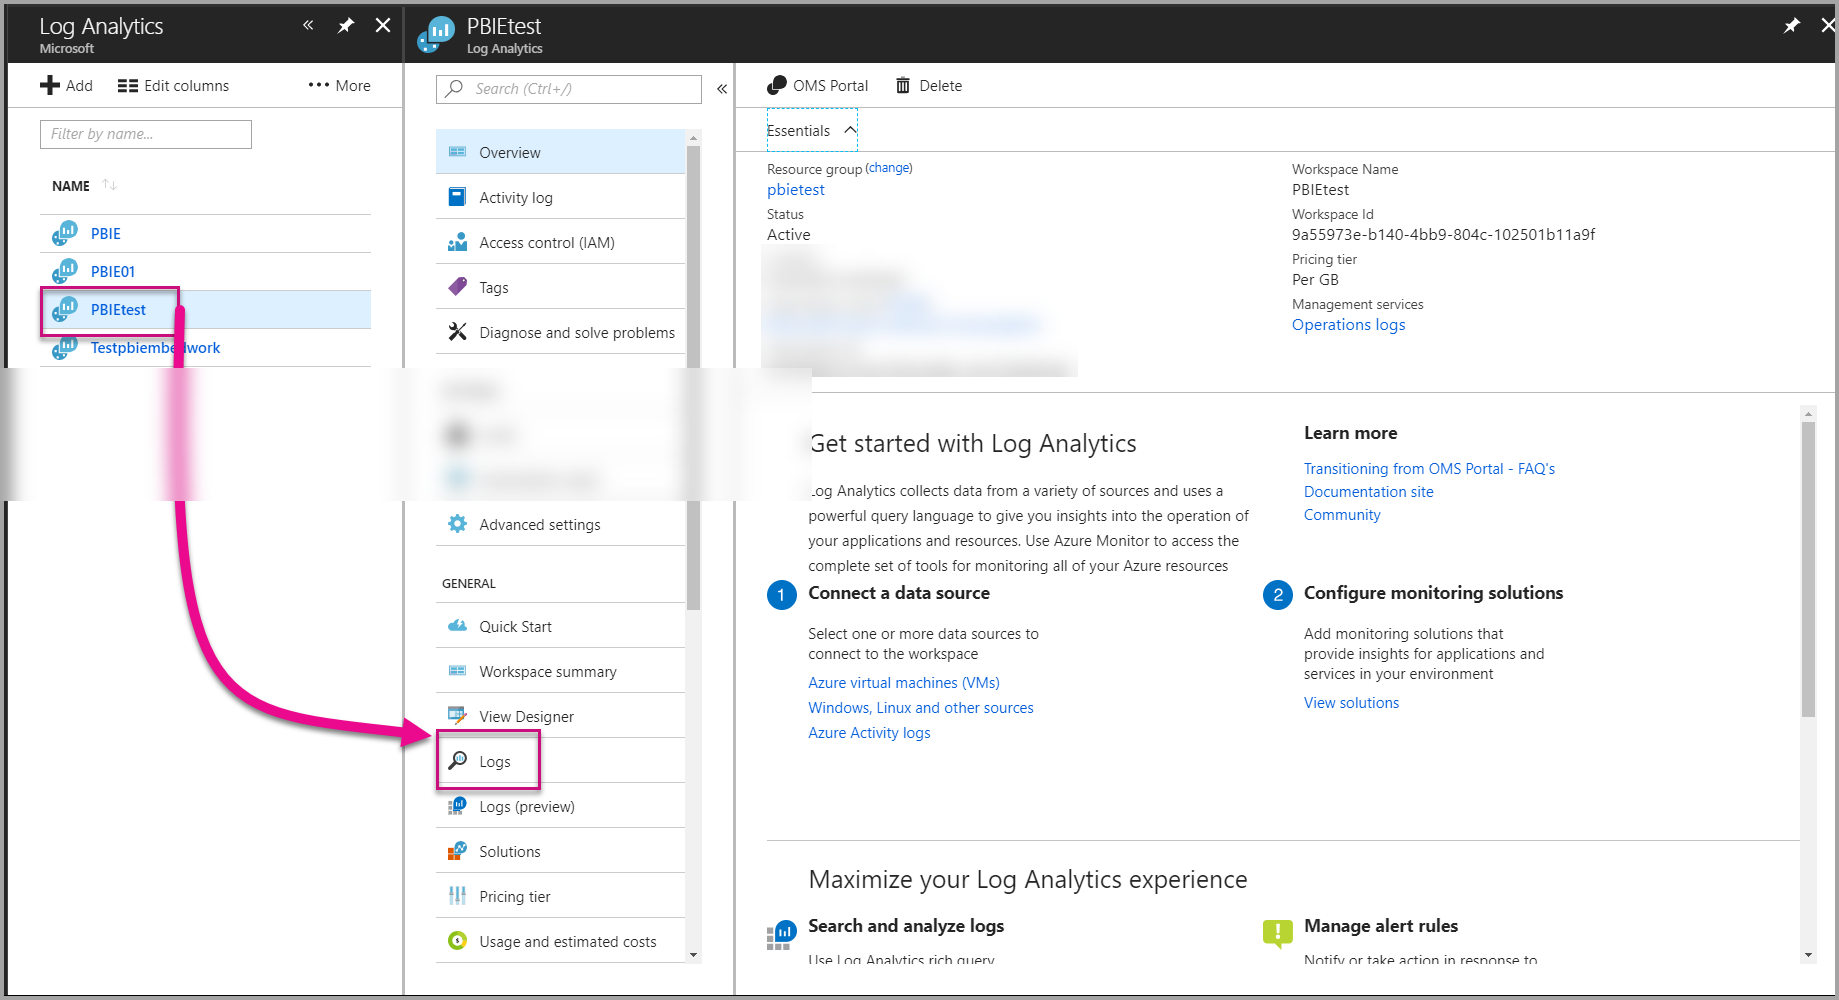 Log Analytics
Microsoft
Add
Edit columns
More
Filter by name...
NAME
PBIE
PBIE01
PBIEtest
Testpbiembedwork
PBIEtest
Log Analytics
Search (Ctrl+/)
Overview
Activity log
Access control (IAM)
Tags
Diagnose and solve problems
Advanced settings
GENERAL
Quick Start
Workspace summary
View Designer
Logs
Logs (preview)
Solutions
Pricing tier
Usage and estimated costs
OMS Portal
Delete
Essentials
Resource group (change)
pbietest
Status
Active
Workspace Name
PBIEtest
Workspace Id
9a55973e-b140-4bb9-804c-102501b11a9f
Pricing tier
Per GB
Management services
Operations logs
Get started with Log Analytics
Log Analytics collects data from a variety of sources and uses a
powerful query language to give you insights into the operation of
your applications and resources. Use Azure Monitor to access the
complete set of tools for monitoring all of your Azure resources
Learn more
Transitioning from OMS Portal - FAQ's
Documentation site
Community
1
Connect a data source
Select one or more data sources to
connect to the workspace
Azure virtual machines (VMs)
Windows, Linux and other sources
Azure Activity logs
2
Configure monitoring solutions
Add monitoring solutions that
provide insights for applications and
services in your environment
View solutions
Maximize your Log Analytics experience
Search and analyze logs
Use Log Analytics rich query
Manage alert rules
Notify or take action in response to